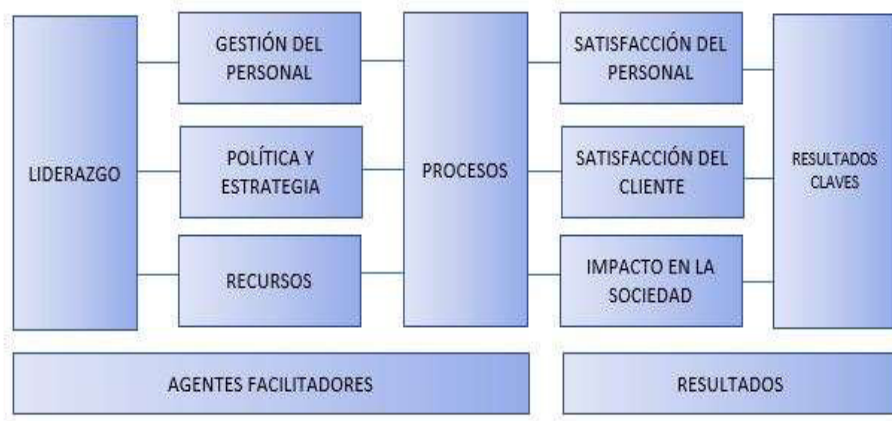 LIDERAZGO
GESTIÓN DEL
PERSONAL
POLÍTICA Y
ESTRATEGIA
RECURSOS
PROCESOS
SATISFACCIÓN DEL
PERSONAL
SATISFACCIÓN DEL
CLIENTE
IMPACTO EN LA
SOCIEDAD
RESULTADOS
CLAVES
AGENTES FACILITADORES
RESULTADOS